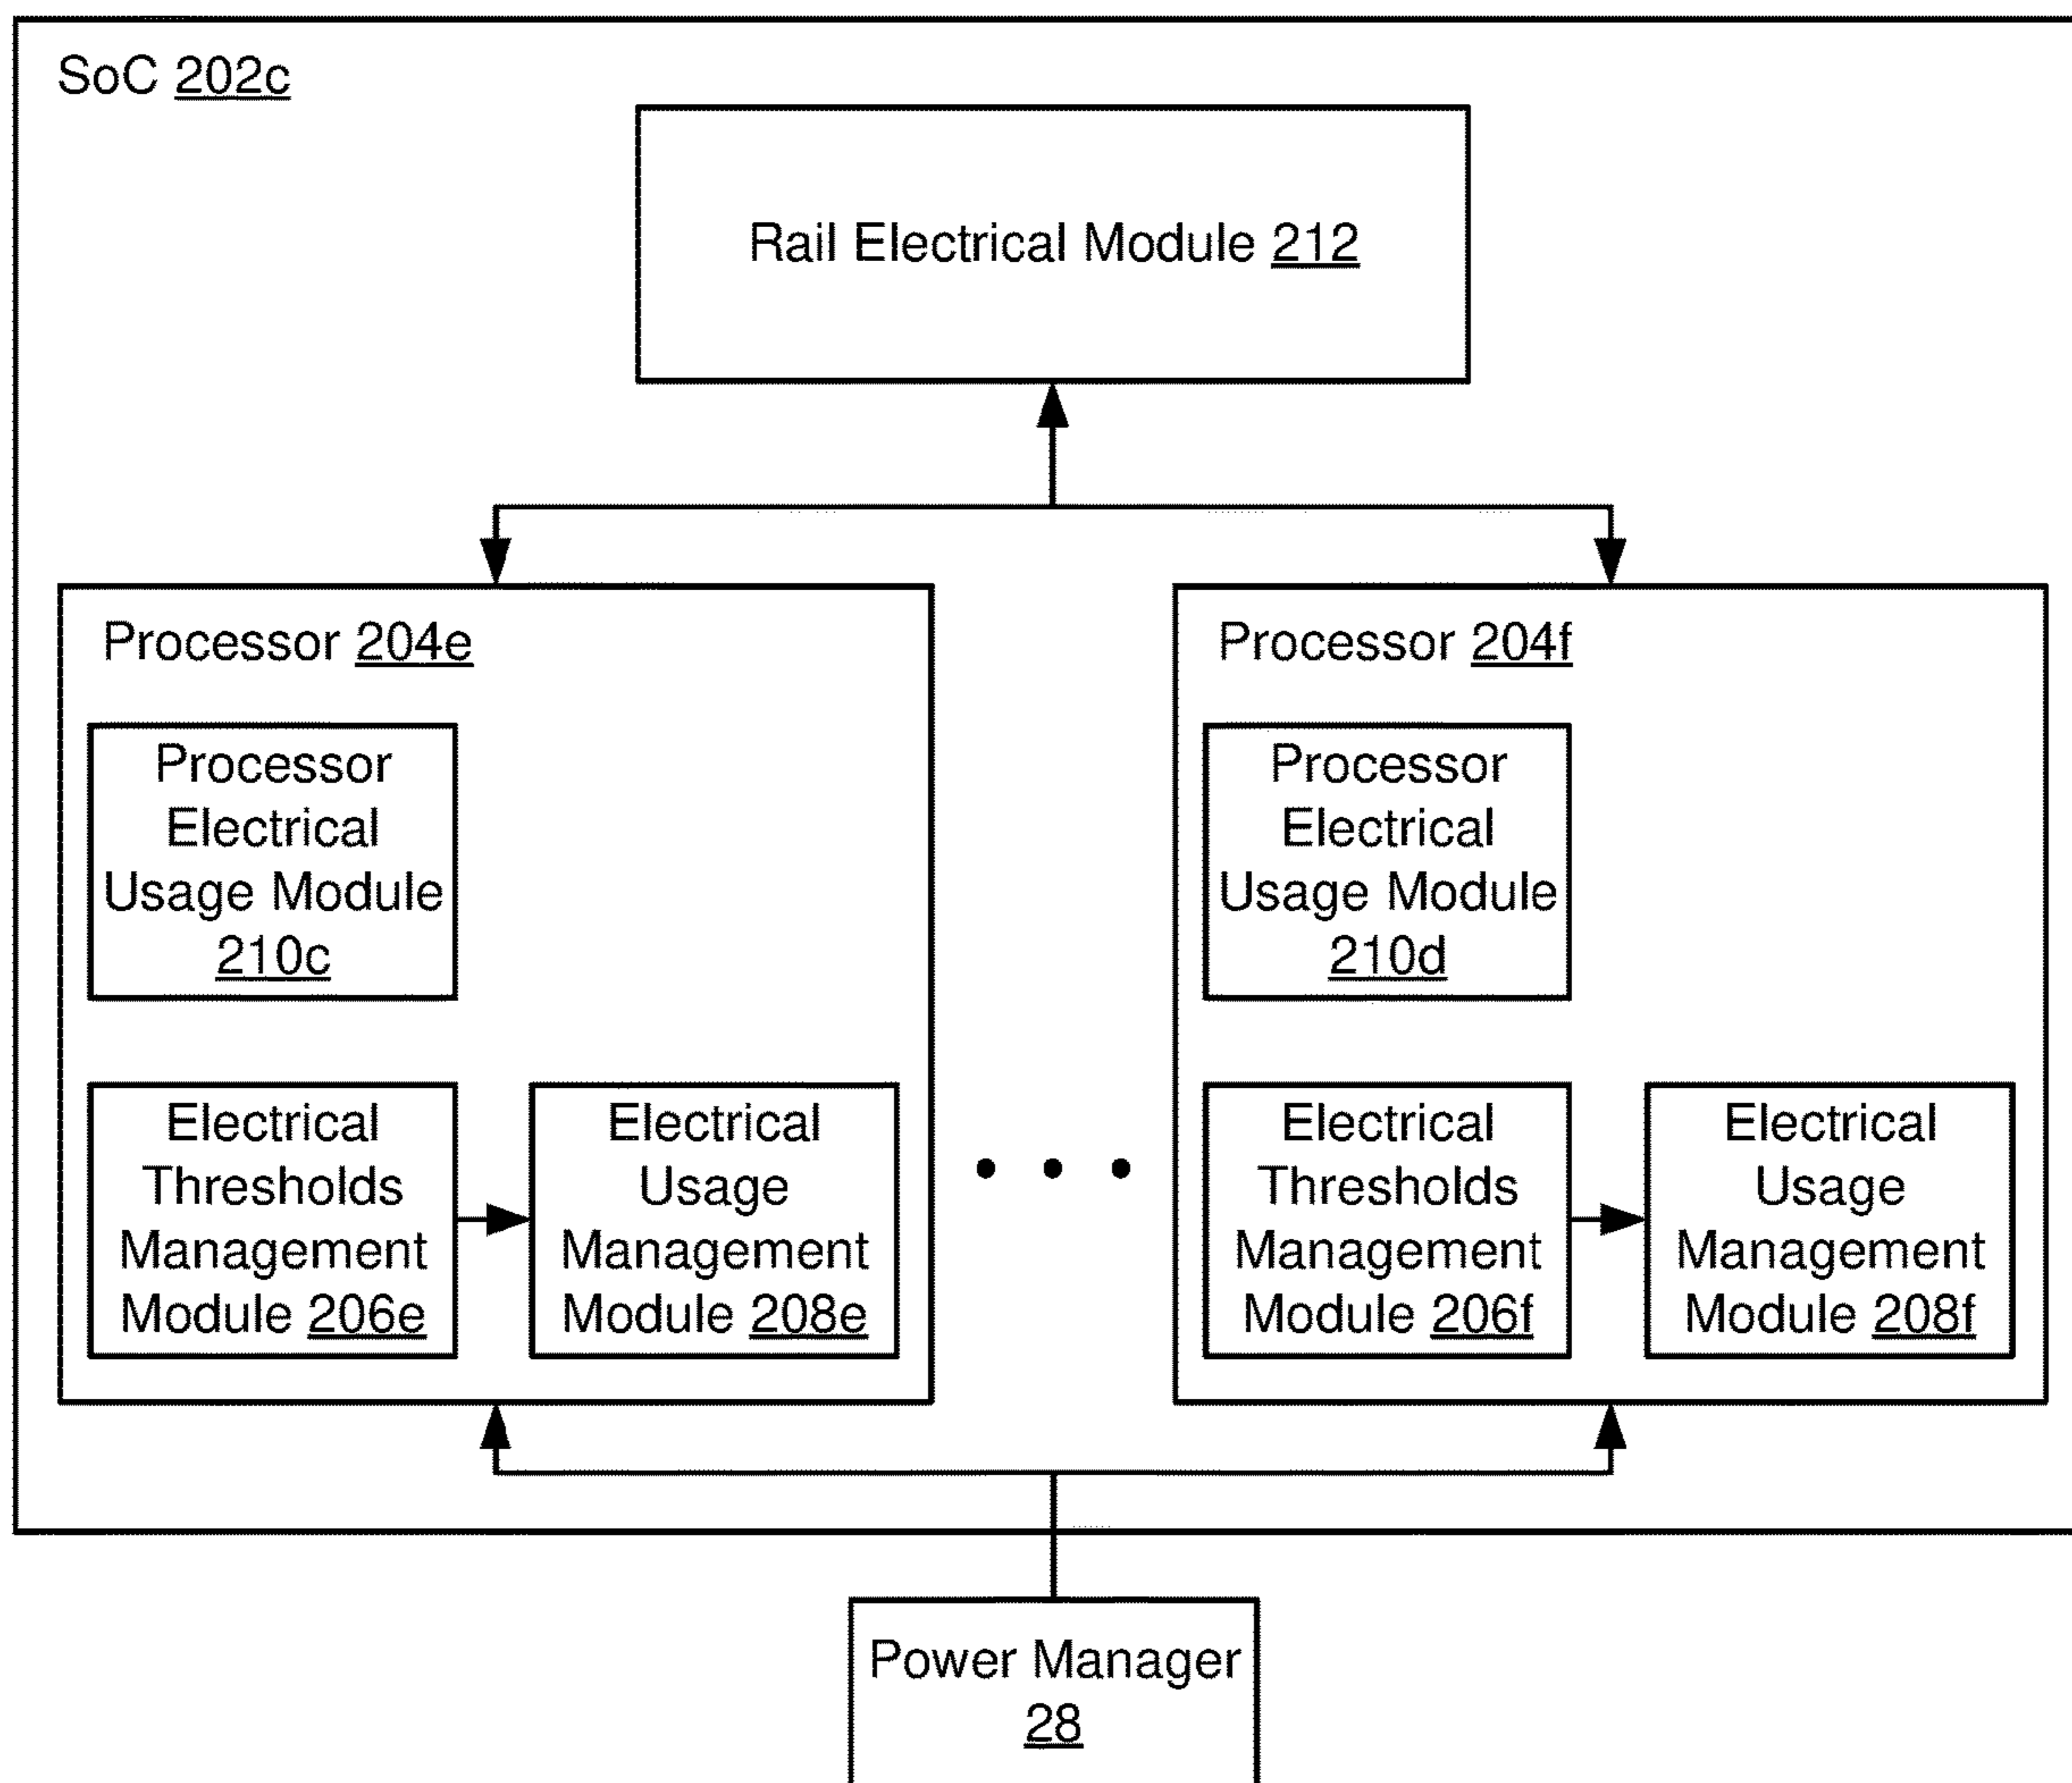 SoC 202c
Rail Electrical Module 212
Processor 204e
Processor
Electrical
Usage Module
210c
Electrical
Thresholds
Management
Module 206e
Electrical
Usage
Management
Module 208e
Processor 204f
Processor
Electrical
Usage Module
210d
Electrical
Thresholds
Management
Module 206f
Electrical
Usage
Management
Module 208f
Power Manager
28